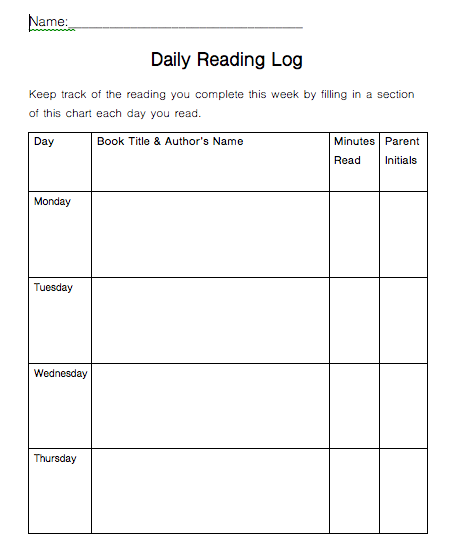 Name:___________________________________
Daily Reading Log
Keep track of the reading you complete this week by filling in a section
of this chart each day you read.
Day Book Title & Author's Name Minutes Parent
Read Initials
Monday
Tuesday
Wednesday
Thursday